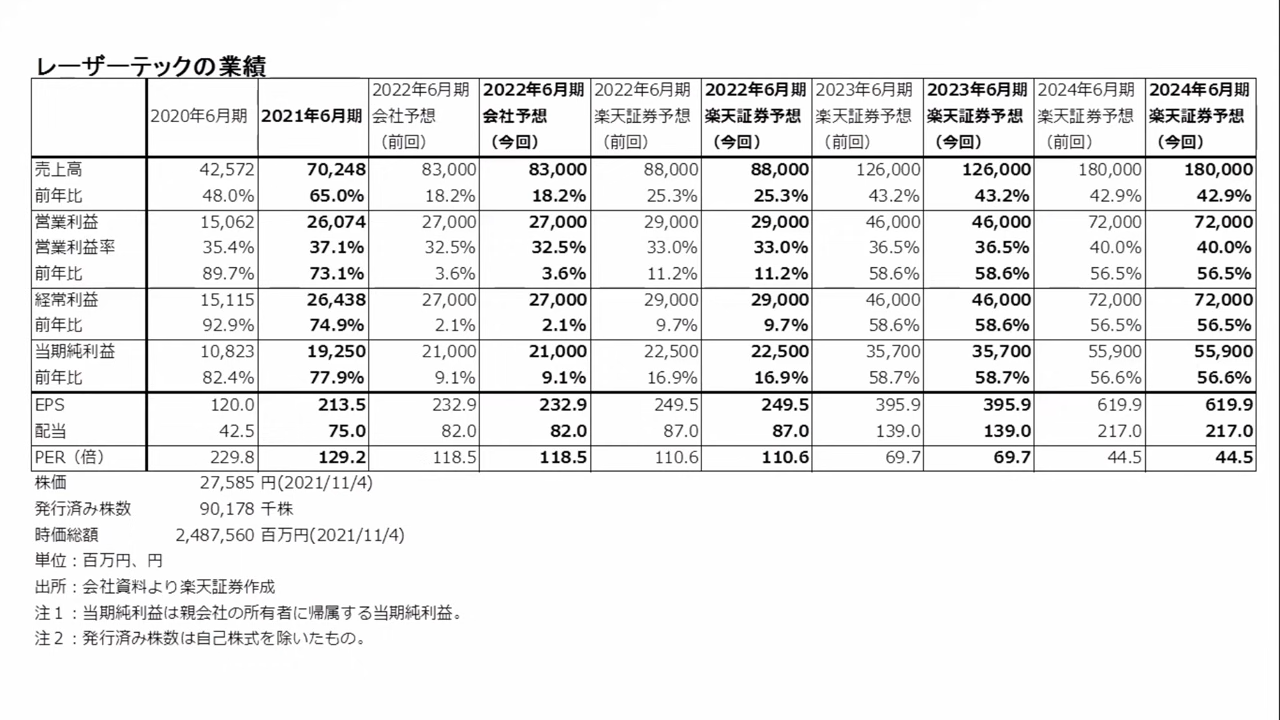 レーザーテックの業績
2022年6月期 2022年6月期 2022年6月期 2022年6月期 2023年6月期 2023年6月期 2024年6月期 2024年6月期
2020年6月期 2021年6月期 会社予想 会社予想 楽天証券予想 楽天証券予想 楽天証券予想 楽天証券予想 楽天証券予想 楽天証券予想
（前回） （今回） （前回） （今回） （前回） （今回） （前回） （今回）
売上高 42,572 70,248 83,000 83,000 88,000 88,000 126,000 126,000 180,000 180,000
前年比 48.0% 65.0% 18.2% 18.2% 25.3% 25.3% 43.2% 43.2% 42.9% 42.9%
営業利益 15,062 26,074 27,000 27,000 29,000 29,000 46,000 46,000 72,000 72,000
営業利益率 35.4% 37.1% 32.5% 32.5% 33.0% 33.0% 36.5% 36.5% 40.0% 40.0%
前年比 89.7% 73.1% 3.6% 3.6% 11.2% 11.2% 58.6% 58.6% 56.5% 56.5%
経常利益 15,115 26,438 27,000 27,000 29,000 29,000 46,000 46,000 72,000 72,000
前年比 92.9% 74.9% 2.1% 2.1% 9.7% 9.7% 58.6% 58.6% 56.5% 56.5%
当期純利益 10,823 19,250 21,000 21,000 22,500 22,500 35,700 35,700 55,900 55,900
前年比 82.4% 77.9% 9.1% 9.1% 16.9% 16.9% 58.7% 58.7% 56.6% 56.6%
EPS 120.0 213.5 232.9 232.9 249.5 249.5 395.9 395.9 619.9 619.9
配当 42.5 75.0 82.0 82.0 87.0 87.0 139.0 139.0 217.0 217.0
PER（倍） 229.8 129.2 118.5 118.5 110.6 110.6 69.7 69.7 44.5 44.5
株価 27,585 円(2021/11/4)
発行済み株数 90,178 千株
時価総額 2,487,560 百万円(2021/11/4)
単位：百万円、円
出所：会社資料より楽天証券作成
注１：当期純利益は親会社の所有者に帰属する当期純利益。
注２：発行済み株数は自己株式を除いたもの。